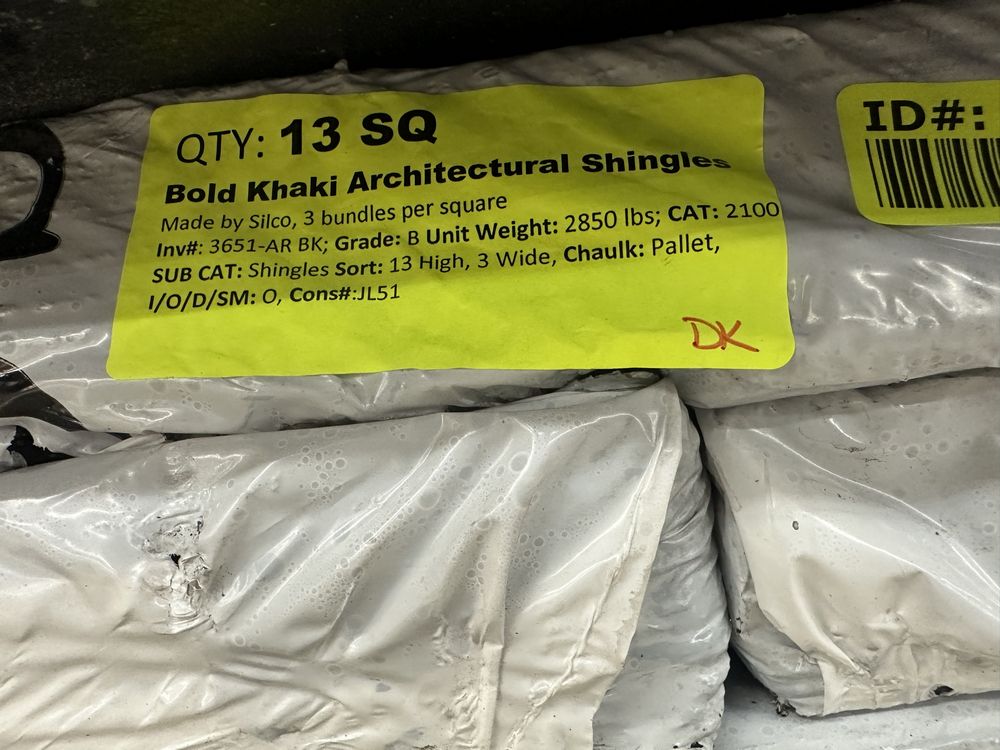 QTY: 13 SQ
Bold Khaki Architectural Shingles
Made by Silco, 3 bundles per square
Inv#: 3651-AR BK; Grade: B Unit Weight: 2850 lbs; CAT: 2100
SUB CAT: Shingles Sort: 13 High, 3 Wide, Chaulk: Pallet,
I/O/D/SM: O, Cons#:JL51
DK
ID#: